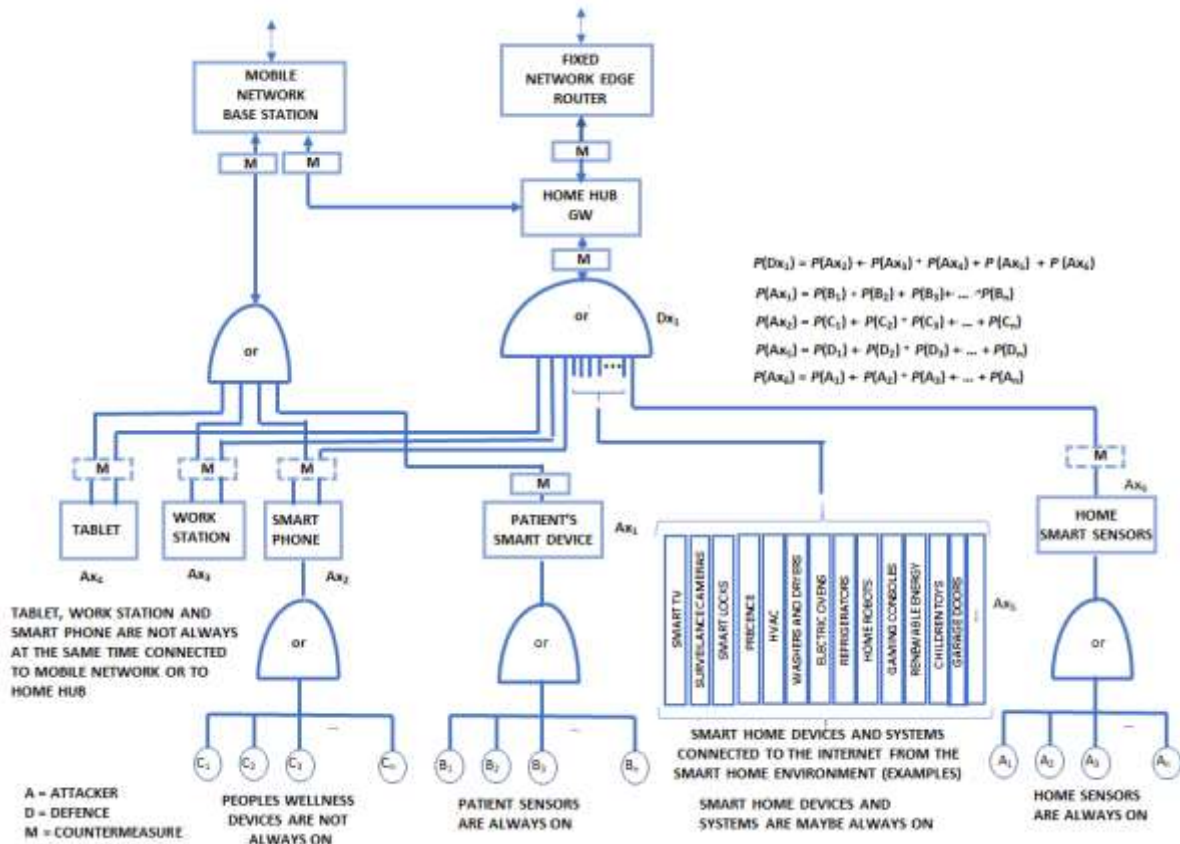 MOBILE
NETWORK
BASE STATION
FIXED
NETWORK EDGE
ROUTER
M
M
M
HOME HUB
GW
M
or
Dx₁
or
P(Dx₁) = P(Ax₂) + P(Ax₃) + P(Ax₄) + P(Ax₅) + P(Ax₆)
P(Ax₁) = P(B₁) + P(B₂) + P(B₃)+ ... +P(Bₙ)
P(Ax₂) = P(C₁) + P(C₂) + P(C₃) + ... + P(Cₙ)
P(Ax₅) = P(D₁) + P(D₂) + P(D₃) + ... + P(Dₙ)
P(Ax₆) = P(A₁) + P(A₂) + P(A₃) + ... + P(Aₙ)
M
M
M
M
M
TABLET
WORK
STATION
SMART
PHONE
PATIENT'S
SMART DEVICE
Ax₁
Ax₆
HOME
SMART SENSORS
Ax₄
Ax₃
Ax₂
SMART TV
SURVEILANCE CAMERAS
SMART LOCKS
PRECENCE
HVAC
WASHERS AND DRYERS
ELECTRIC OVENS
REFRIGERATORS
HOME ROBOTS
GAMING CONSOLES
RENEWABLE ENERGY
CHILDREN TOYS
GARAGE DOORS
...
Ax₅
TABLET, WORK STATION AND
SMART PHONE ARE NOT ALWAYS
AT THE SAME TIME CONNECTED
TO MOBILE NETWORK OR TO
HOME HUB
or
or
or
...
...
...
C₁ C₂ C₃ Cₙ
B₁ B₂ B₃ Bₙ
A₁ A₂ A₃ Aₙ
SMART HOME DEVICES AND SYSTEMS
CONNECTED TO THE INTERNET FROM THE
SMART HOME ENVIRONMENT (EXAMPLES)
SMART HOME DEVICES AND
SYSTEMS ARE MAYBE ALWAYS ON
A = ATTACKER
D = DEFENCE
M = COUNTERMEASURE
PEOPLES WELLNESS
DEVICES ARE NOT
ALWAYS ON
PATIENT SENSORS
ARE ALWAYS ON
HOME SENSORS
ARE ALWAYS ON